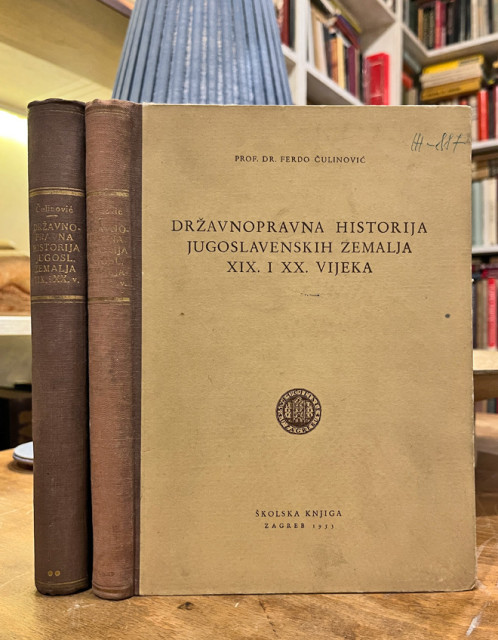 Čulinović
DRŽAVNO-
PRAVNA
HISTORIJA
JUGOSL.
ZEMALJA
PROF. DR. FERDO ČULINOVIĆ
DRŽAVNOPRAVNA HISTORIJA
JUGOSLAVENSKIH ZEMALJA
XIX. I XX. VIJEKA
ŠKOLSKA KNJIGA
ZAGREB 1953